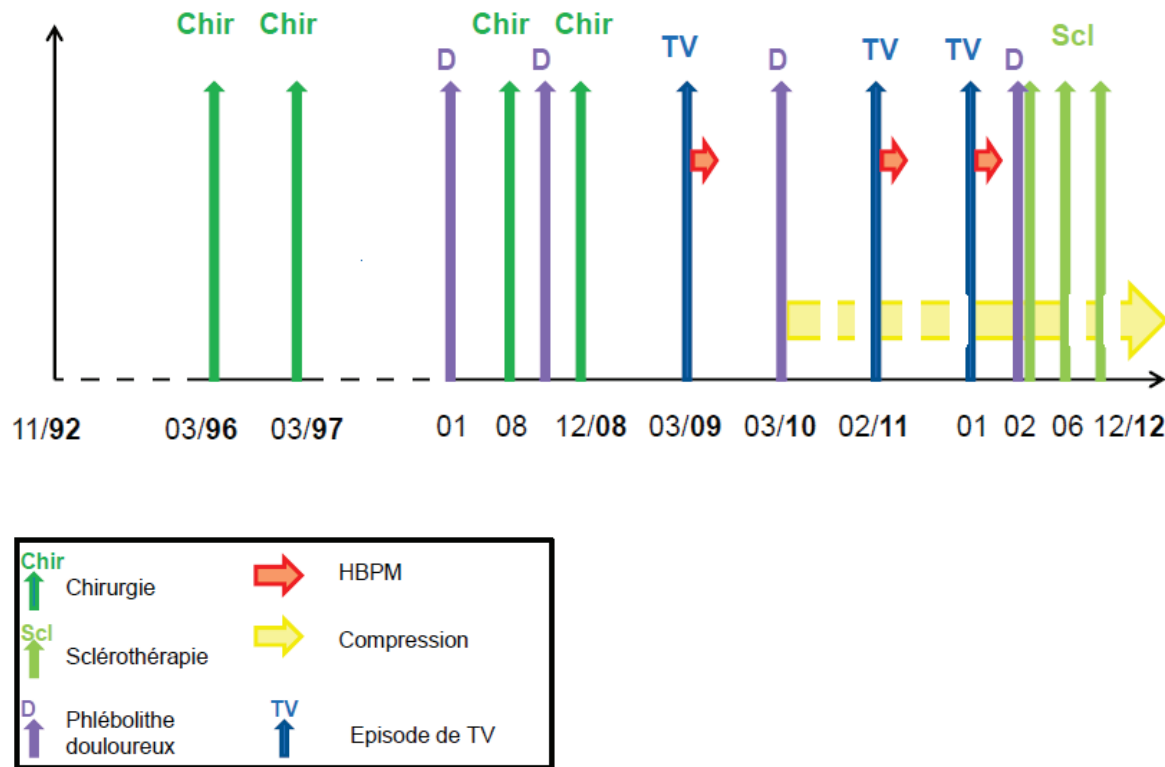 Chir Chir Chir Chir Scl
TV TV TV
D D D D
11/92 03/96 03/97 01 08 12/08 03/09 03/10 02/11 01 02 06 12/12
Chir
Chirurgie
HBPM
Scl
Sclérothérapie
Compression
D
Phlébolithe
douloureux
TV
Episode de TV